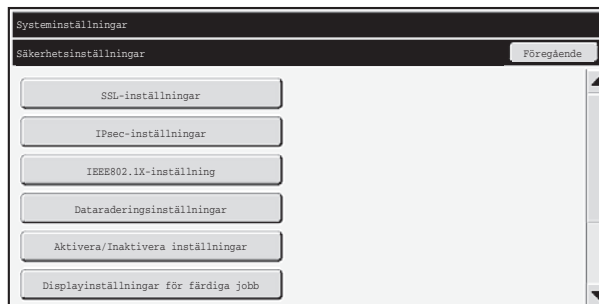 Systeminställningar
Säkerhetsinställningar
Föregående
SSL-inställningar
IPsec-inställningar
IEEE802.1X-inställning
Dataraderingsinställningar
Aktivera/Inaktivera inställningar
Displayinställningar för färdiga jobb